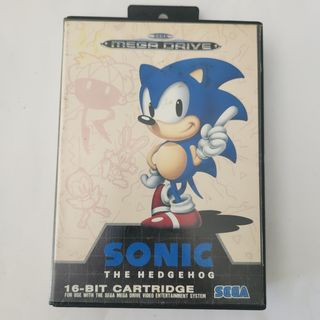 SEGA
MEGA DRIVE
SONIC
THE HEDGEHOG
16-BIT CARTRIDGE
FOR USE WITH THE SEGA MEGA DRIVE VIDEO ENTERTAINMENT SYSTEM
SEGA